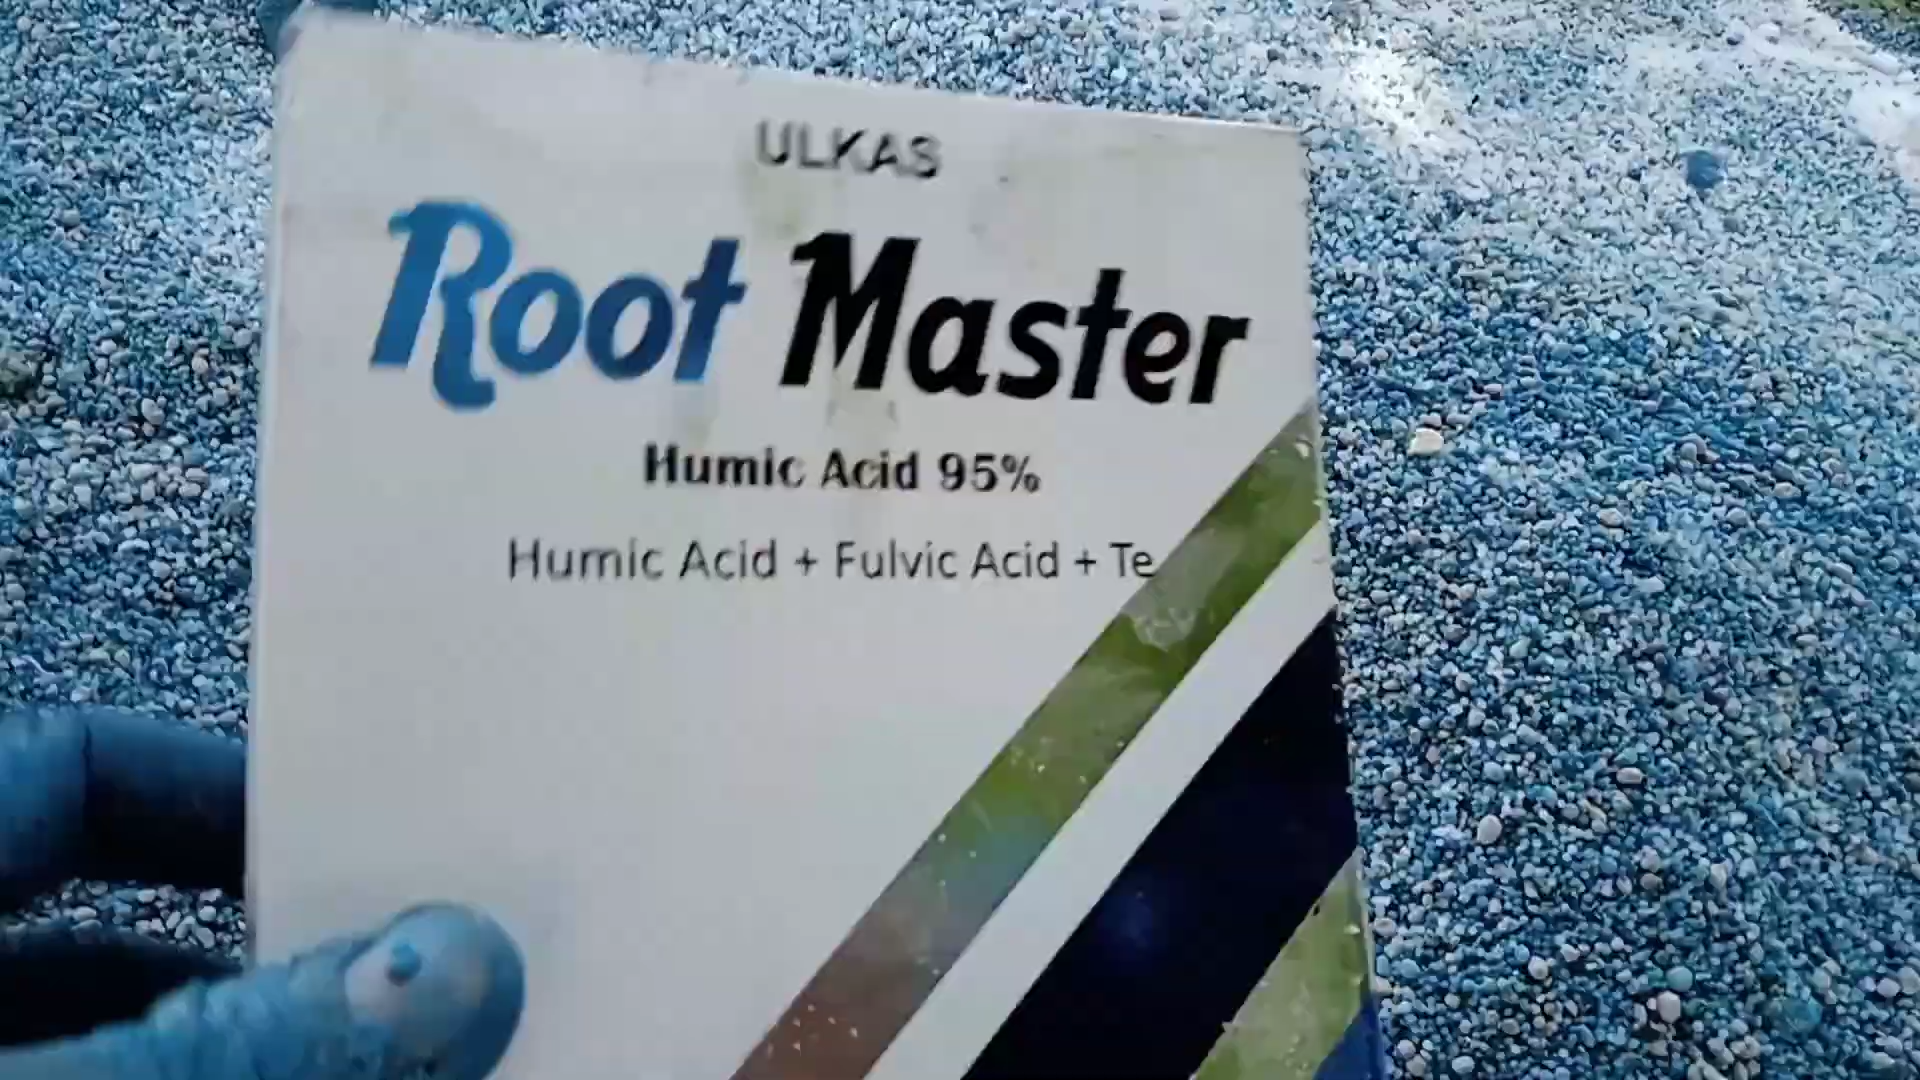 ULKAS
Root Master
Humic Acid 95%
Humic Acid + Fulvic Acid + Te